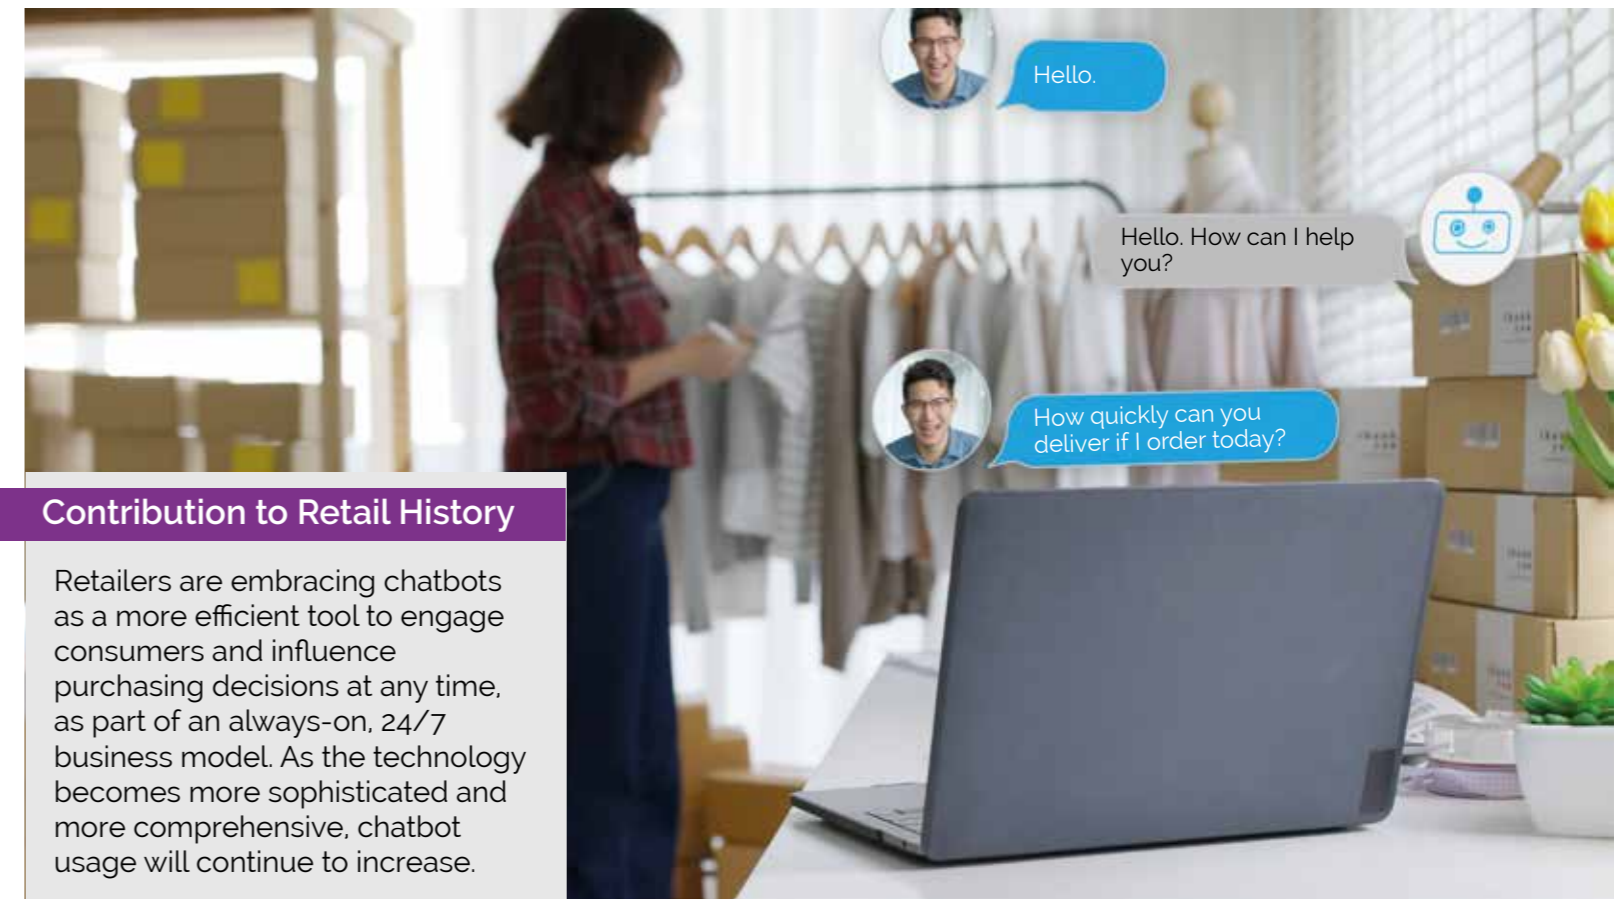 Hello.
Hello. How can I help
you?
How quickly can you
deliver if I order today?
Contribution to Retail History
Retailers are embracing chatbots
as a more efficient tool to engage
consumers and influence
purchasing decisions at any time,
as part of an always-on, 24/7
business model. As the technology
becomes more sophisticated and
more comprehensive, chatbot
usage will continue to increase.